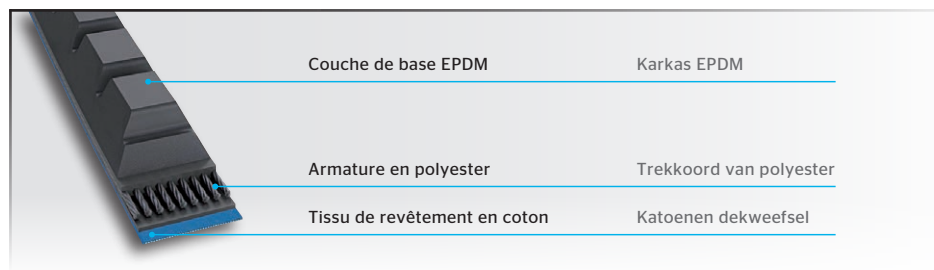 Couche de base EPDM Karkas EPDM
Armature en polyester Trekkoord van polyester
Tissu de revêtement en coton Katoenen dekweefsel